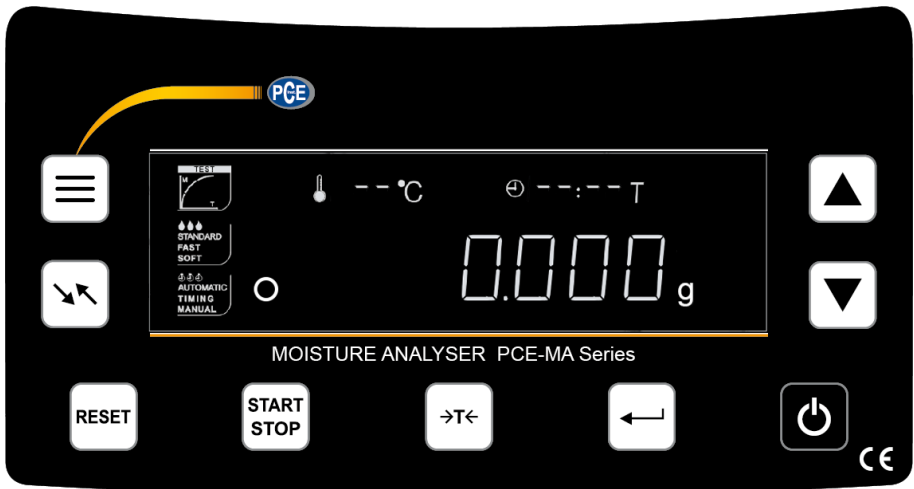 PCE
TEST
M
T
-- °C
--:-- T
STANDARD
FAST
SOFT
0.000 g
AUTOMATIC
TIMING
MANUAL
MOISTURE ANALYSER PCE-MA Series
RESET
START
STOP
→T←
CE